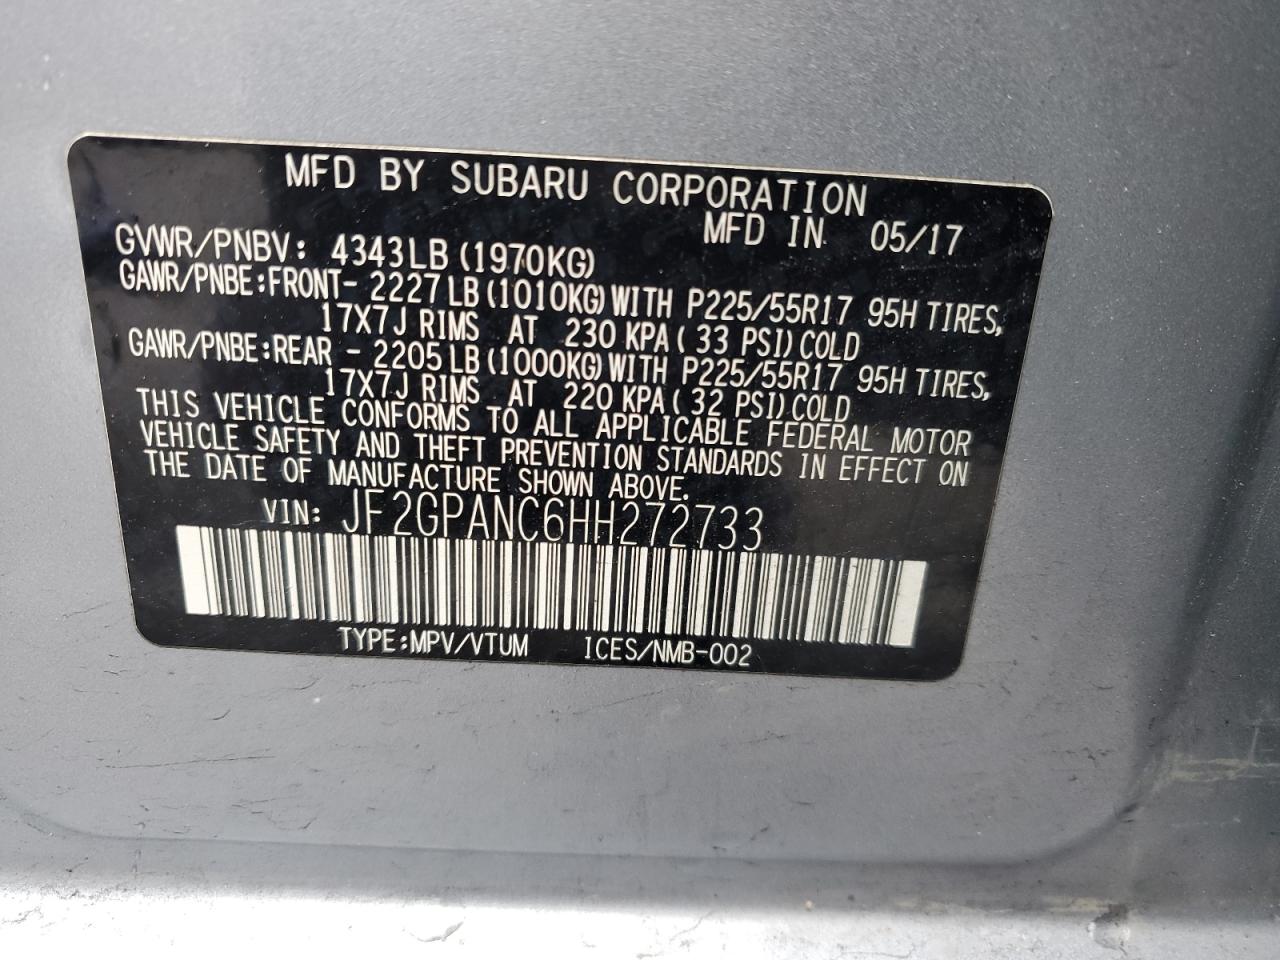 MFD BY SUBARU CORPORATION
MFD IN 05/17
GVWR/PNBV: 4343LB (1970KG)
GAWR/PNBE:FRONT- 2227LB (1010KG) WITH P225/55R17 95H TIRES,
17X7J RIMS AT 230 KPA ( 33 PSI) COLD
GAWR/PNBE:REAR - 2205LB (1000KG) WITH P225/55R17 95H TIRES,
17X7J RIMS AT 220 KPA ( 32 PSI) COLD
THIS VEHICLE CONFORMS TO ALL APPLICABLE FEDERAL MOTOR
VEHICLE SAFETY AND THEFT PREVENTION STANDARDS IN EFFECT ON
THE DATE OF MANUFACTURE SHOWN ABOVE.
VIN: JF2GPANC6HH272733
TYPE:MPV/VTUM ICES/NMB-002